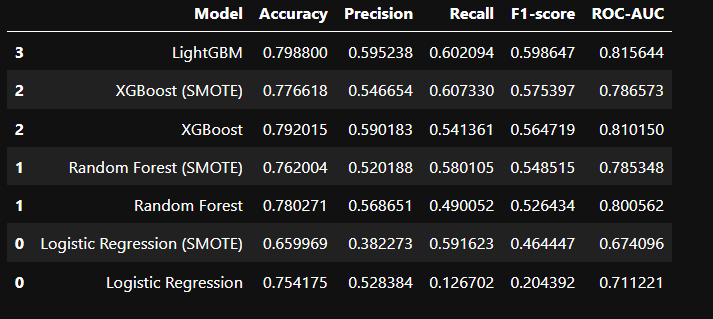 Model Accuracy Precision Recall F1-score ROC-AUC
3 LightGBM 0.798800 0.595238 0.602094 0.598647 0.815644
2 XGBoost (SMOTE) 0.776618 0.546654 0.607330 0.575397 0.786573
2 XGBoost 0.792015 0.590183 0.541361 0.564719 0.810150
1 Random Forest (SMOTE) 0.762004 0.520188 0.580105 0.548515 0.785348
1 Random Forest 0.780271 0.568651 0.490052 0.526434 0.800562
0 Logistic Regression (SMOTE) 0.659969 0.382273 0.591623 0.464447 0.674096
0 Logistic Regression 0.754175 0.528384 0.126702 0.204392 0.711221